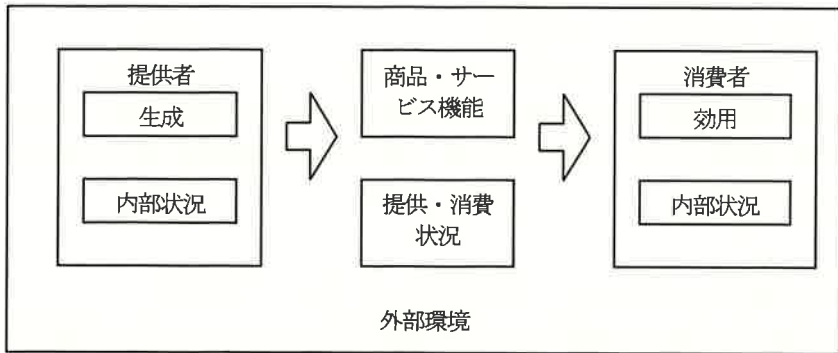 提供者
生成
内部状況
商品・サー
ビス機能
提供・消費
状況
消費者
効用
内部状況
外部環境